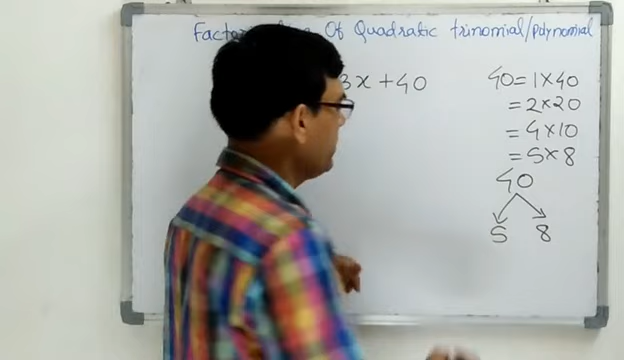 Of Quadratic trinomial/polynomial
3x + 40
40 = 1 × 40
= 2 × 20
= 4 × 10
= 5 × 8
40
5 8